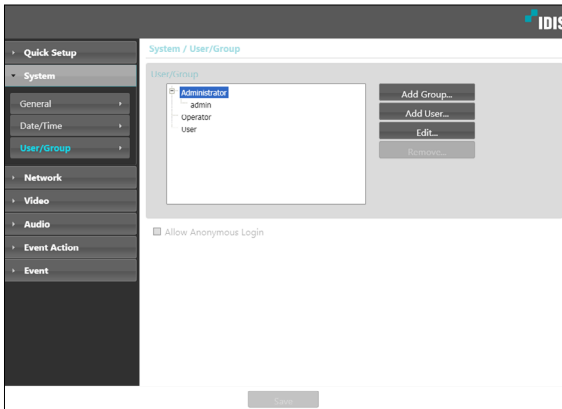 IDIS
Quick Setup
System
General
Date/Time
User/Group
Network
Video
Audio
Event Action
Event
System / User/Group
User/Group
Administrator
admin
Operator
User
Add Group...
Add User...
Edit...
Remove...
Allow Anonymous Login
Save